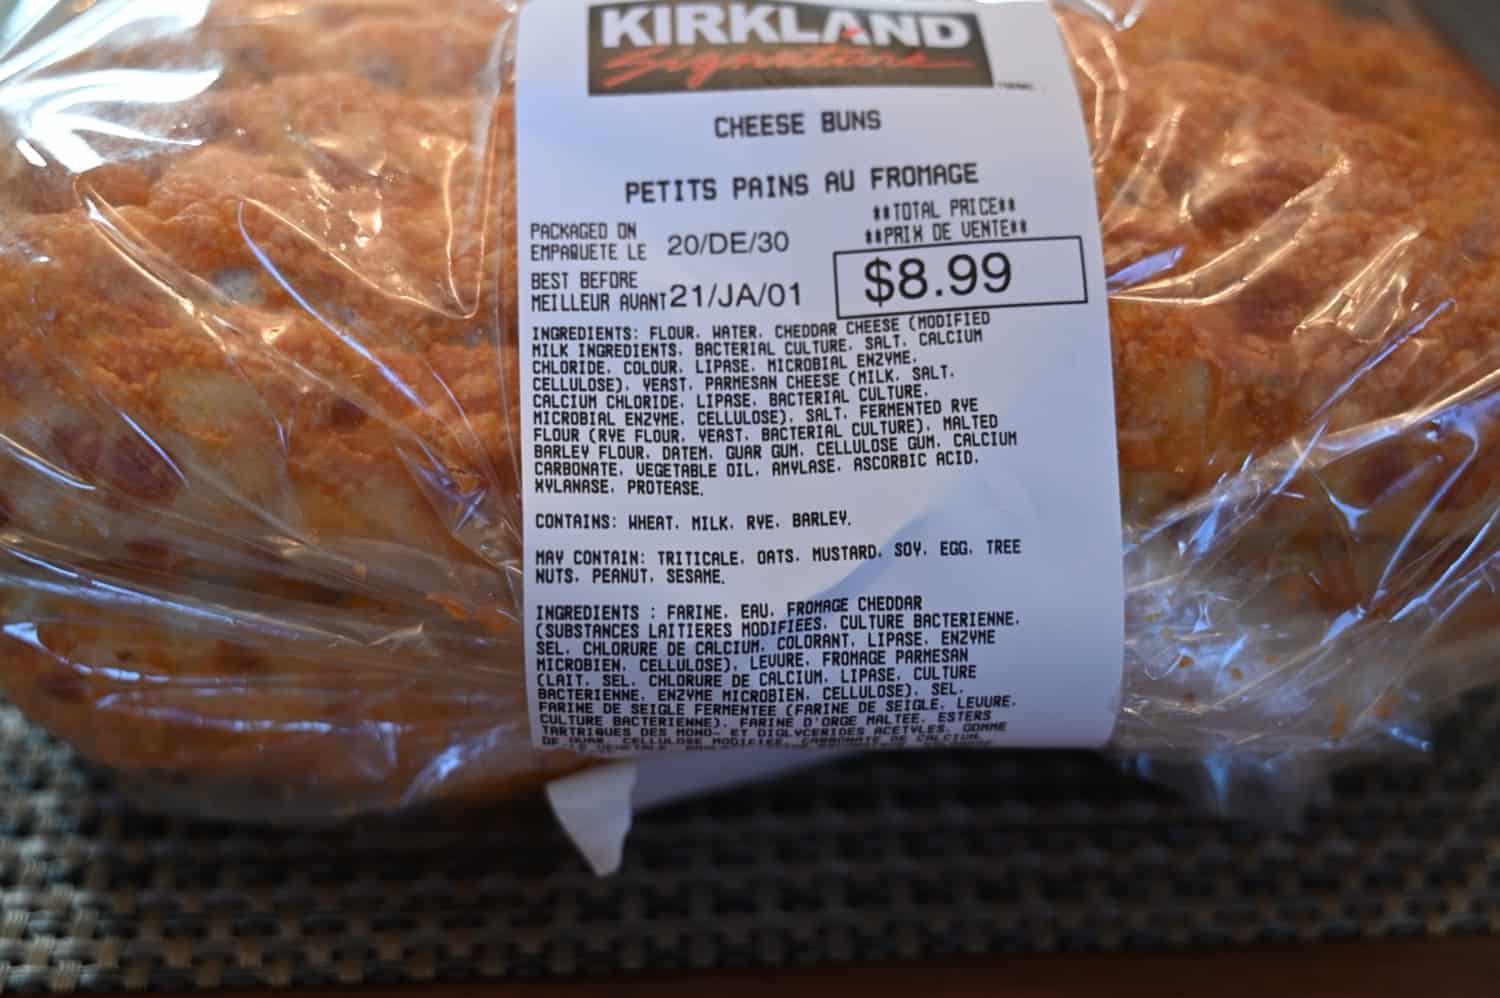 KIRKLAND
Signature
CHEESE BUNS
PETITS PAINS AU FROMAGE
PACKAGED ON
EMPAQUETE LE 20/DE/30
**TOTAL PRICE**
**PRIX DE VENTE**
BEST BEFORE
MEILLEUR AVANT 21/JA/01
$8.99
INGREDIENTS: FLOUR, WATER, CHEDDAR CHEESE (MODIFIED
MILK INGREDIENTS, BACTERIAL CULTURE, SALT, CALCIUM
CHLORIDE, COLOUR, LIPASE, MICROBIAL ENZYME,
CELLULOSE), YEAST, PARMESAN CHEESE (MILK, SALT,
CALCIUM CHLORIDE, LIPASE, BACTERIAL CULTURE,
MICROBIAL ENZYME, CELLULOSE), SALT, FERMENTED RYE
FLOUR (RYE FLOUR, YEAST, BACTERIAL CULTURE), MALTED
BARLEY FLOUR, DATEM, GUAR GUM, CELLULOSE GUM, CALCIUM
CARBONATE, VEGETABLE OIL, AMYLASE, ASCORBIC ACID,
XYLANASE, PROTEASE.
CONTAINS: WHEAT, MILK, RYE, BARLEY.
MAY CONTAIN: TRITICALE, OATS, MUSTARD, SOY, EGG, TREE
NUTS, PEANUT, SESAME.
INGREDIENTS : FARINE, EAU, FROMAGE CHEDDAR
(SUBSTANCES LAITIERES MODIFIEES, CULTURE BACTERIENNE,
SEL, CHLORURE DE CALCIUM, COLORANT, LIPASE, ENZYME
MICROBIEN, CELLULOSE), LEVURE, FROMAGE PARMESAN
(LAIT, SEL, CHLORURE DE CALCIUM, LIPASE, CULTURE
BACTERIENNE, ENZYME MICROBIEN, CELLULOSE), SEL,
FARINE DE SEIGLE FERMENTEE (FARINE DE SEIGLE, LEVURE,
CULTURE BACTERIENNE), FARINE D'ORGE MALTEE, ESTERS
TARTRIQUES DES MONO- ET DIGLYCERIDES ACETYLES, GOMME
DE GUAR, CELLULOSE MODIFIEE, CARBONATE DE CALCIUM,